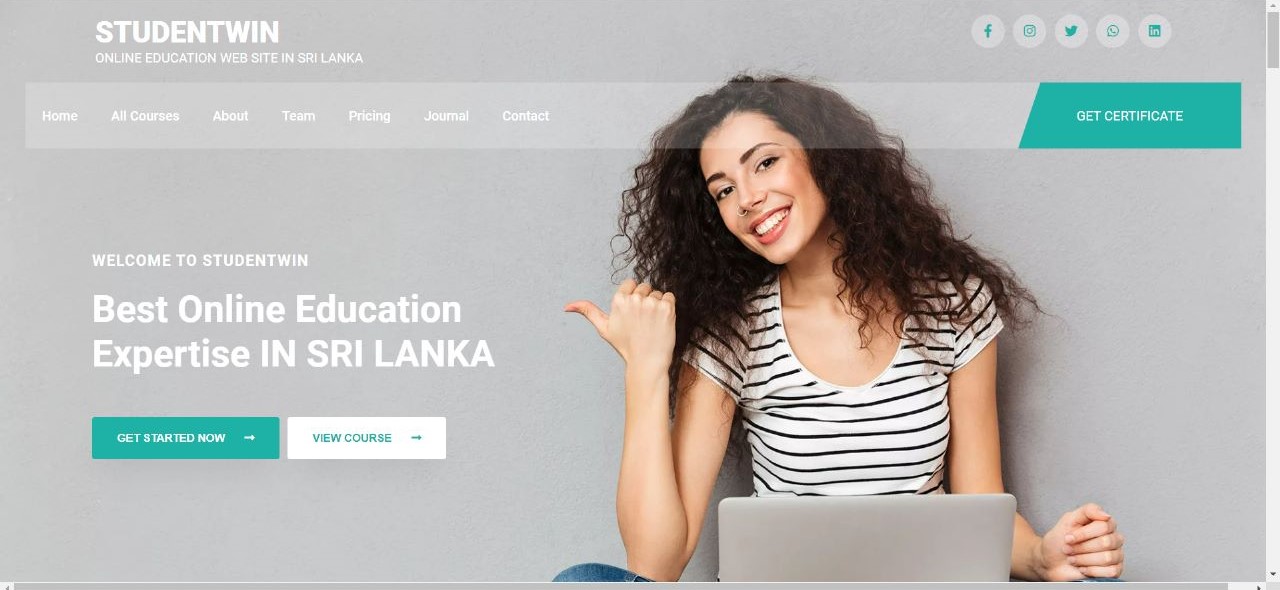 STUDENTWIN
ONLINE EDUCATION WEB SITE IN SRI LANKA
Home All Courses About Team Pricing Journal Contact
GET CERTIFICATE
WELCOME TO STUDENTWIN
Best Online Education
Expertise IN SRI LANKA
GET STARTED NOW
VIEW COURSE